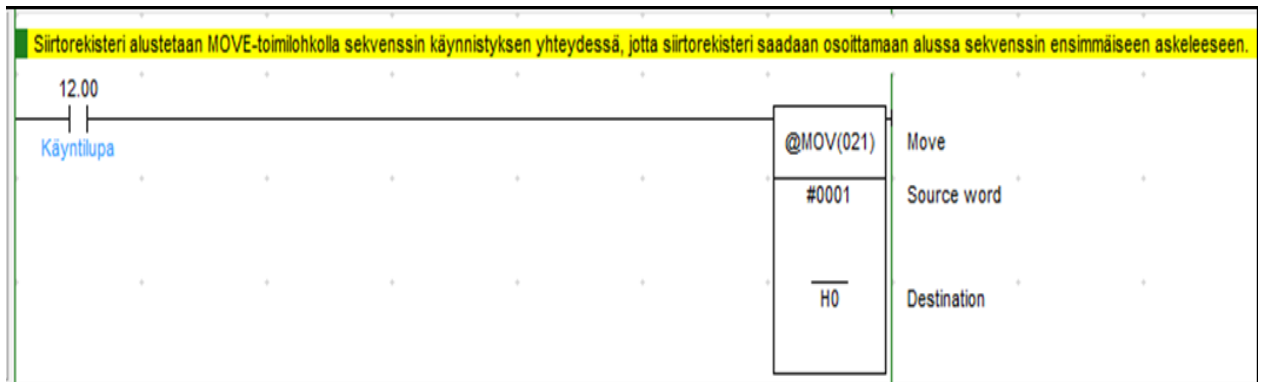 Siirtorekisteri alustetaan MOVE-toimilohkolla sekvenssin käynnistyksen yhteydessä, jotta siirtorekisteri saadaan osoittamaan alussa sekvenssin ensimmäiseen askeleeseen.
12.00
Käyntilupa
@MOV(021) Move
#0001 Source word
H0 Destination